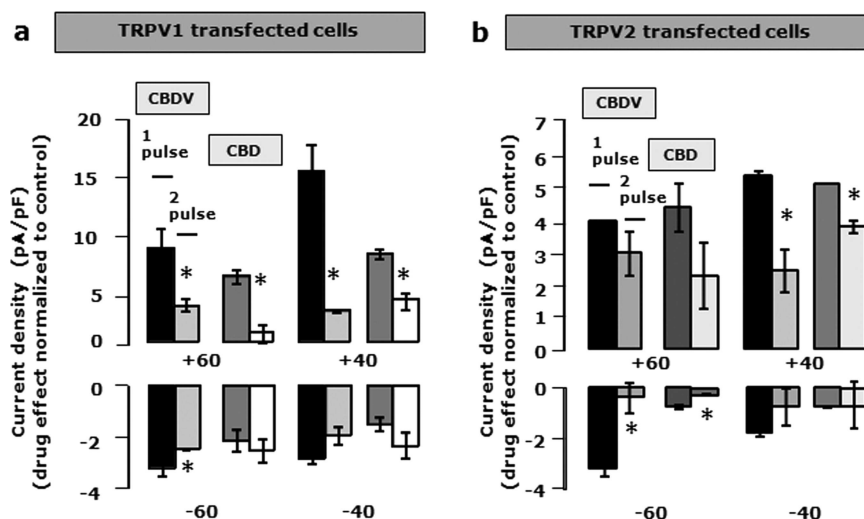 a
TRPV1 transfected cells
Current density (pA/pF)
(drug effect normalized to control)
CBDV
1
pulse
2
pulse
CBD
20
15
10
5
0
*
*
*
*
+60
+40
0
-2
-4
*
-60
-40
b
TRPV2 transfected cells
Current density (pA/pF)
(drug effect normalized to control)
CBDV
1
pulse
2
pulse
CBD
7
6
5
4
3
2
1
0
*
*
+60
+40
0
-2
-4
*
*
-60
-40